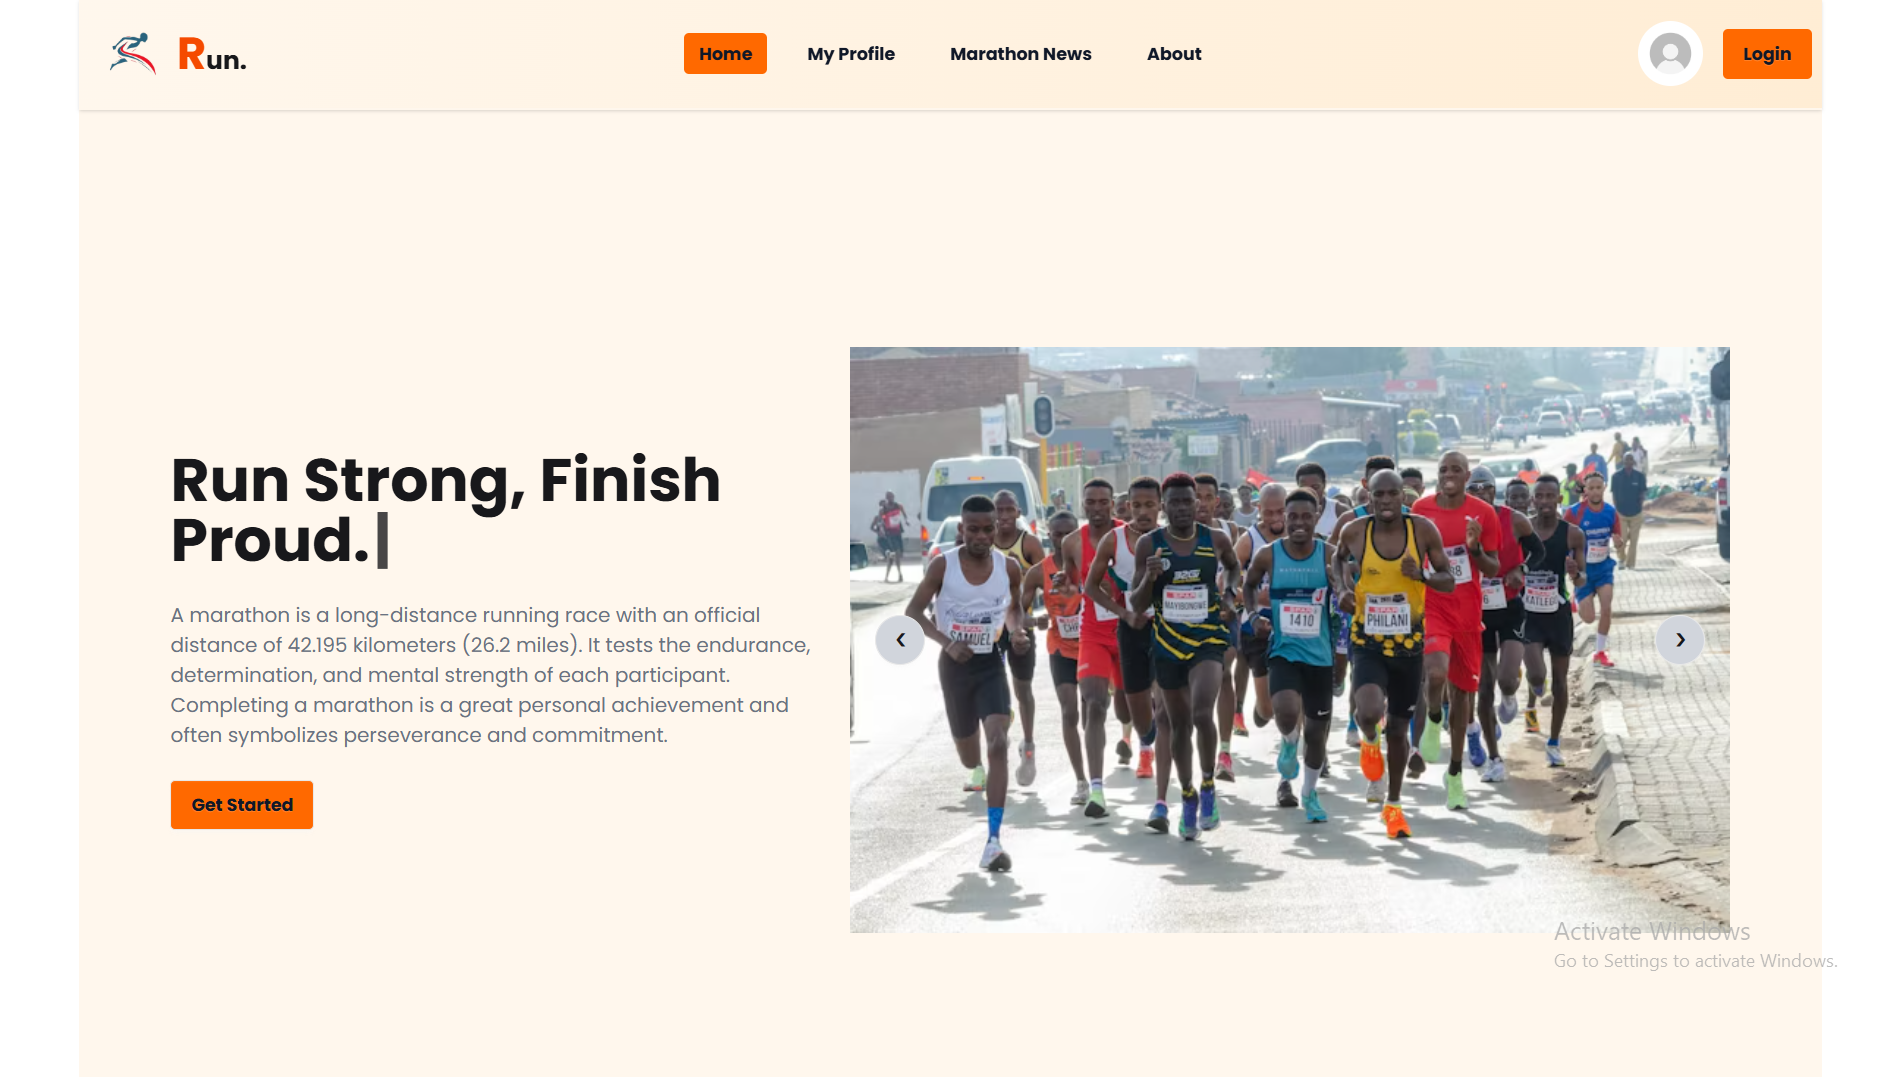 Run.
Home
My Profile
Marathon News
About
Login
Run Strong, Finish
Proud.
A marathon is a long-distance running race with an official
distance of 42.195 kilometers (26.2 miles). It tests the endurance,
determination, and mental strength of each participant.
Completing a marathon is a great personal achievement and
often symbolizes perseverance and commitment.
Get Started
SAMUEL
MAYIBONGWE
1410
PHILANI
KATLEGO
Activate Windows
Go to Settings to activate Windows.